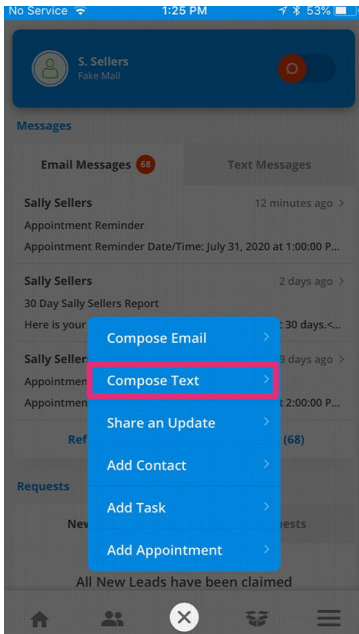 No Service 1:25 PM 53%
S. Sellers
Fake Mall
Messages
Email Messages 68 Text Messages
Sally Sellers 12 minutes ago
Appointment Reminder
Appointment Reminder Date/Time: July 31, 2020 at 1:00:00 P...
Sally Sellers 2 days ago
30 Day Sally Sellers Report
Here is your t 30 days.<...
Sally Seller 9 days ago
Appointmen
Appointmen t 2:00:00 P...
Ref (68)
Compose Email
Compose Text
Share an Update
Add Contact
Add Task
Add Appointment
Requests
New ests
All New Leads have been claimed